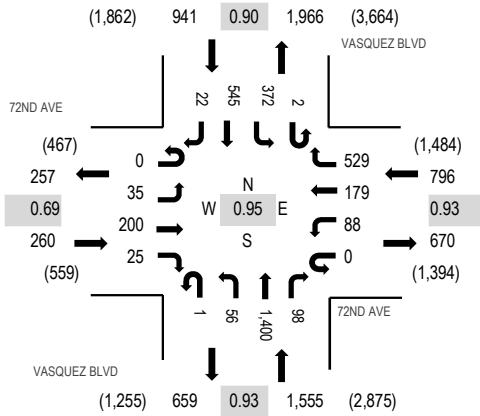 (1,862) 941 0.90 1,966 (3,664)
VASQUEZ BLVD
72ND AVE
22 545 372 2
(467) 0 529 (1,484)
257 35 N 179 796
0.69 200 W 0.95 E 88 0.93
260 25 S 0 670
(559) (1,394)
1 56 1,400 98
72ND AVE
VASQUEZ BLVD
(1,255) 659 0.93 1,555 (2,875)